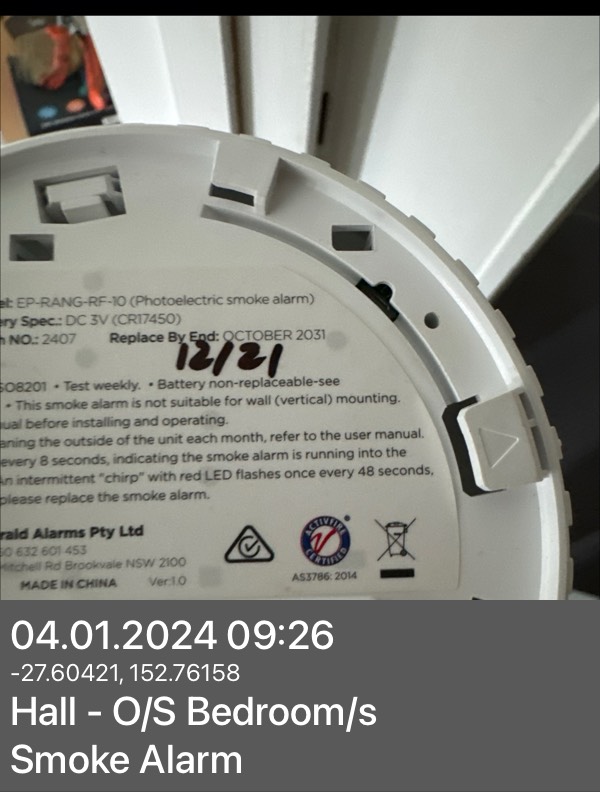 el: EP-RANG-RF-10 (Photoelectric smoke alarm)
ery Spec.: DC 3V (CR17450)
h NO.: 2407 Replace By End: OCTOBER 2031
12/21
SO8201 • Test weekly. • Battery non-replaceable-see
• This smoke alarm is not suitable for wall (vertical) mounting.
ual before installing and operating.
aning the outside of the unit each month, refer to the user manual.
every 8 seconds, indicating the smoke alarm is running into the
An intermittent "chirp" with red LED flashes once every 48 seconds,
please replace the smoke alarm.
rald Alarms Pty Ltd
60 632 601 453
Mitchell Rd Brookvale NSW 2100
MADE IN CHINA Ver:1.0
ACTIVFIRE
CERTIFIED
AS3786: 2014
04.01.2024 09:26
-27.60421, 152.76158
Hall - O/S Bedroom/s
Smoke Alarm